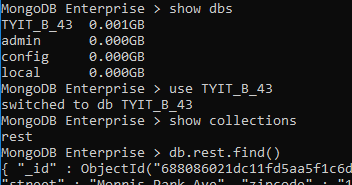 MongoDB Enterprise > show dbs
TYIT_B_43  0.001GB
admin      0.000GB
config     0.000GB
local      0.000GB
MongoDB Enterprise > use TYIT_B_43
switched to db TYIT_B_43
MongoDB Enterprise > show collections
rest
MongoDB Enterprise > db.rest.find()
{ "_id" : ObjectId("688086021dc11fd5aa5f1c6d
"street" : "Morris Park Ave", "zipcode" : "1